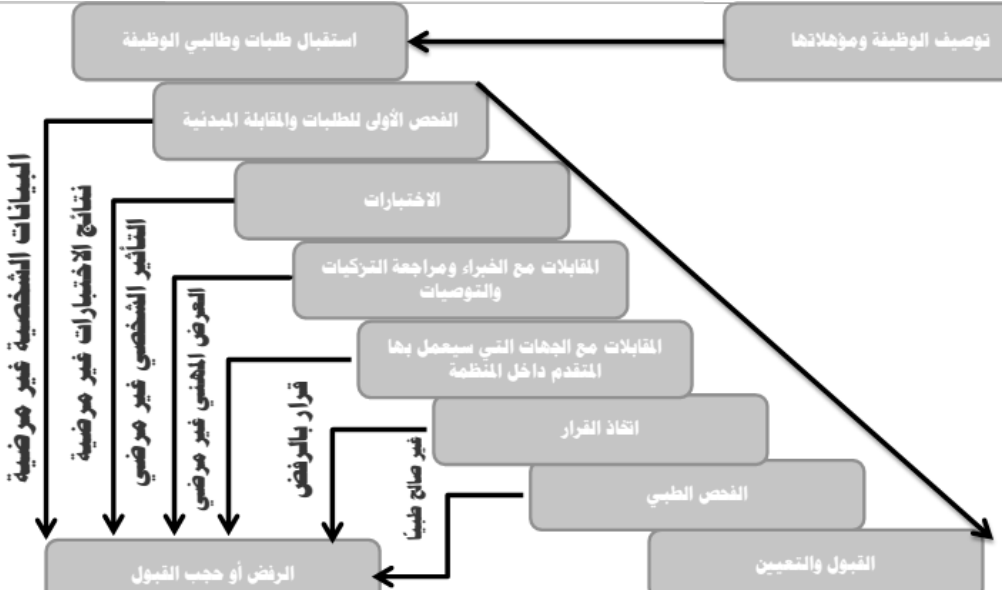 توصيف الوظيفة ومؤهلاتها
استقبال طلبات وطالبي الوظيفة
الفحص الأولى للطلبات والمقابلة المبدئية
الاختبارات
المقابلات مع الخبراء ومراجعة التزكيات
والتوصيات
المقابلات مع الجهات التي سيعمل بها
المتقدم داخل المنظمة
اتخاذ القرار
الفحص الطبي
القبول والتعيين
البيانات الشخصية غير مرضية
نتائج الاختبارات غير مرضية
التأثير الشخصي غير مرضي
العرض المهني غير مرضي
قرار بالرفض
غير صالح طبيًا
الرفض أو حجب القبول